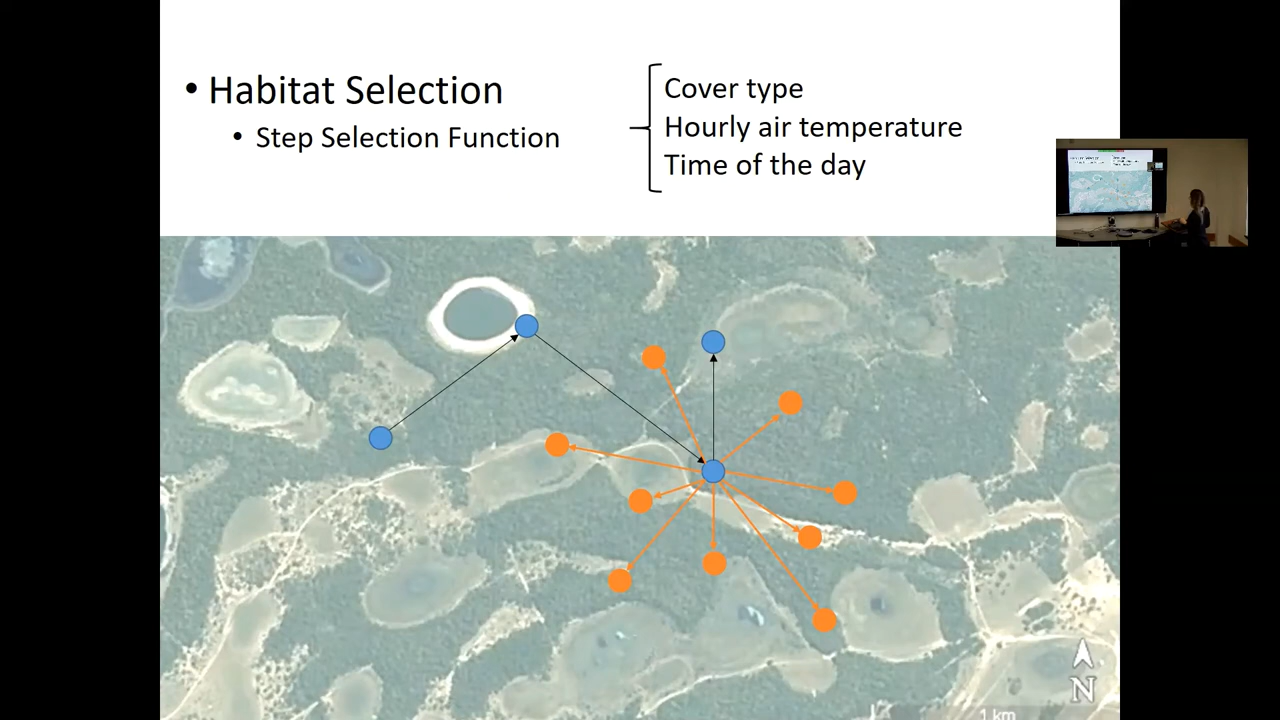 • Habitat Selection
• Step Selection Function
Cover type
Hourly air temperature
Time of the day
N
1 km